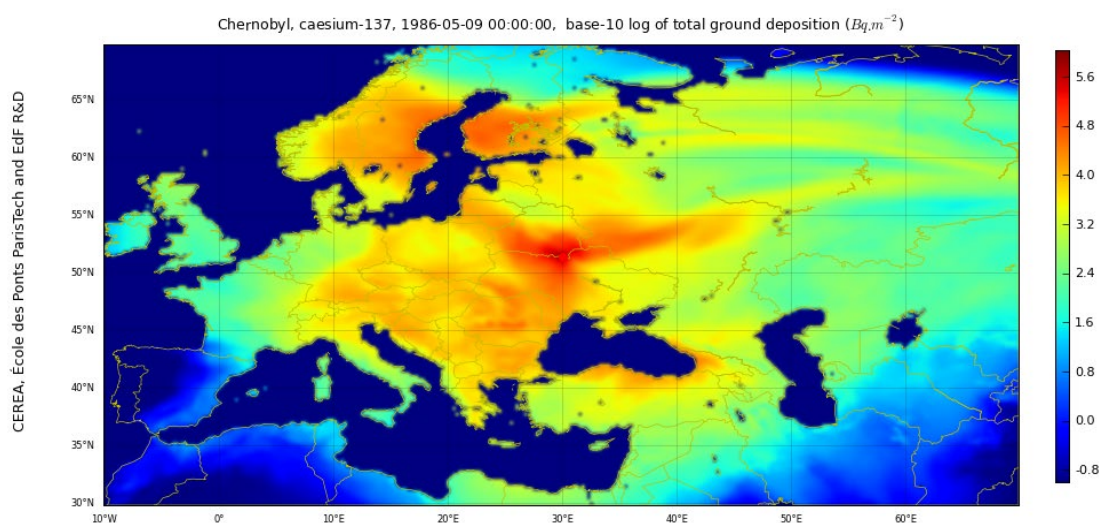 Chernobyl, caesium-137, 1986-05-09 00:00:00, base-10 log of total ground deposition (Bq.m⁻²)
CEREA, École des Ponts ParisTech and EdF R&D
65°N
60°N
55°N
50°N
45°N
40°N
35°N
30°N
10°W 0° 10°E 20°E 30°E 40°E 50°E 60°E
5.6
4.8
4.0
3.2
2.4
1.6
0.8
0.0
-0.8